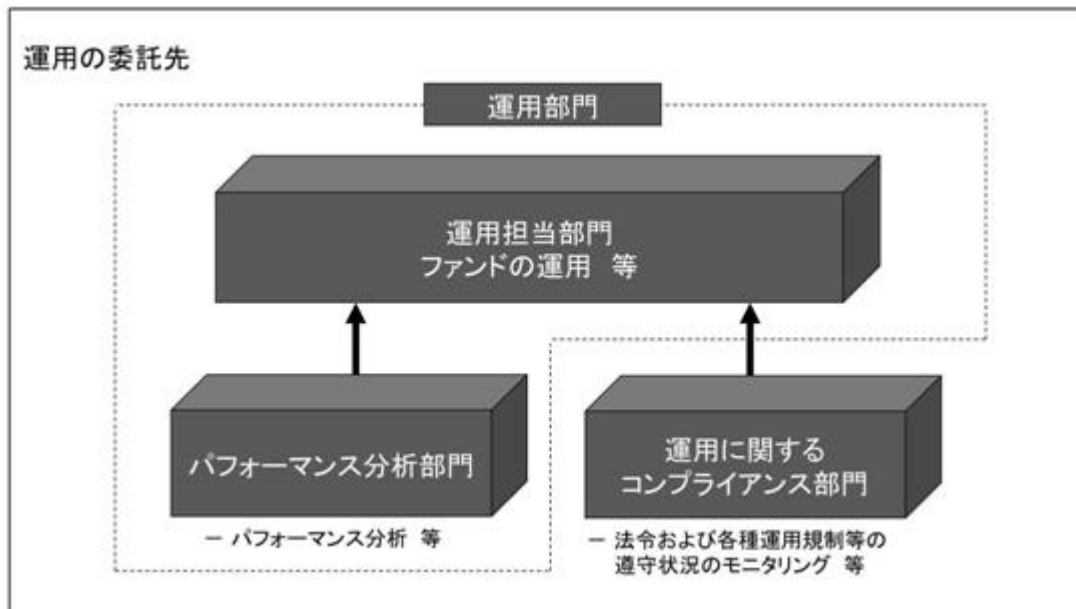 運用の委託先
運用部門
運用担当部門
ファンドの運用 等
パフォーマンス分析部門
－ パフォーマンス分析 等
運用に関する
コンプライアンス部門
－ 法令および各種運用規制等の
遵守状況のモニタリング 等